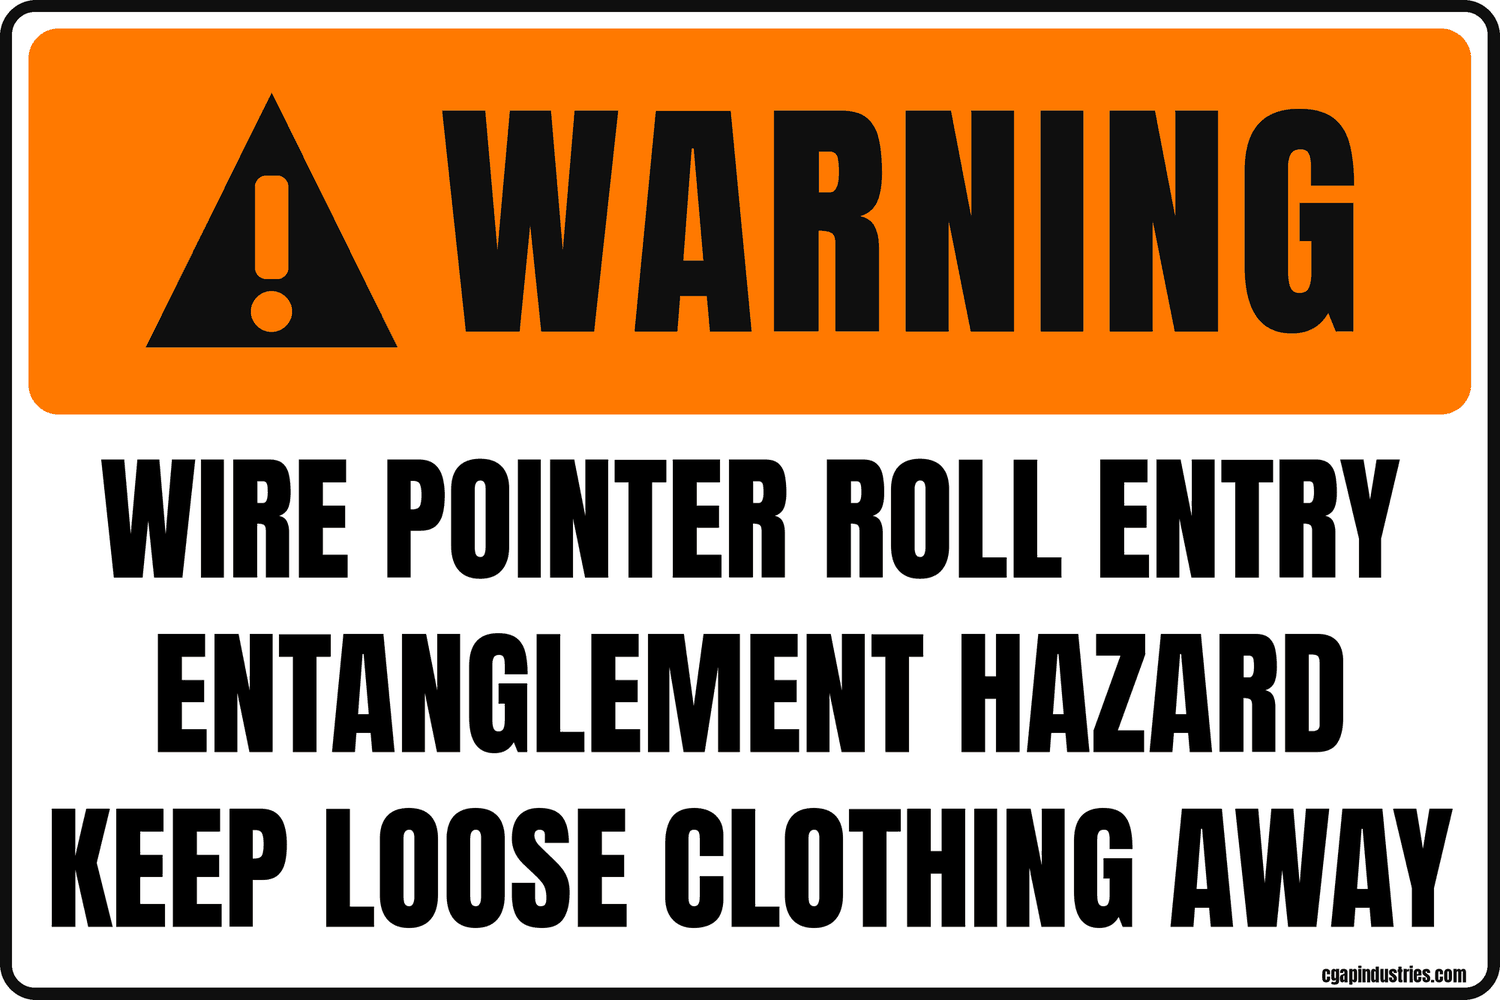 WARNING
WIRE POINTER ROLL ENTRY
ENTANGLEMENT HAZARD
KEEP LOOSE CLOTHING AWAY
cgapindustries.com